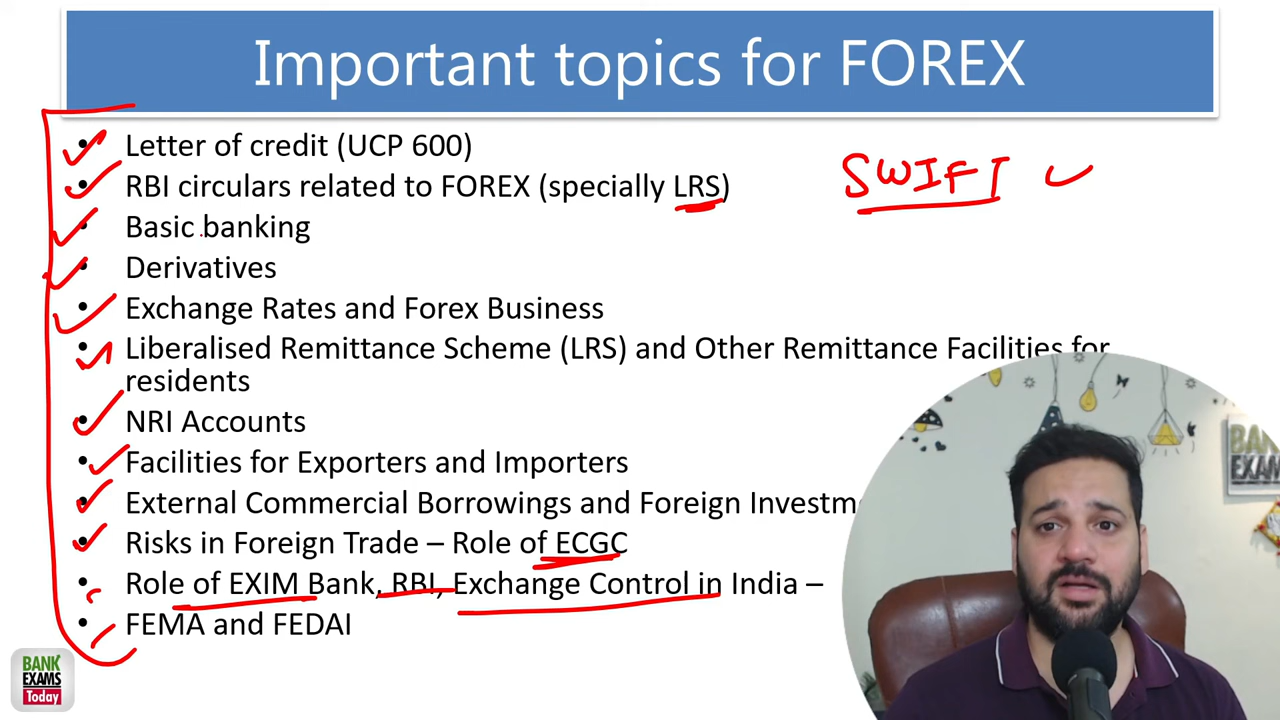 Important topics for FOREX
• Letter of credit (UCP 600)
• RBI circulars related to FOREX (specially LRS)
SWIFT
• Basic banking
• Derivatives
• Exchange Rates and Forex Business
• Liberalised Remittance Scheme (LRS) and Other Remittance Facilities for
residents
• NRI Accounts
• Facilities for Exporters and Importers
• External Commercial Borrowings and Foreign Investm
• Risks in Foreign Trade – Role of ECGC
• Role of EXIM Bank, RBI, Exchange Control in India –
• FEMA and FEDAI
BANK
EXAMS
Today
BAN
EXAM